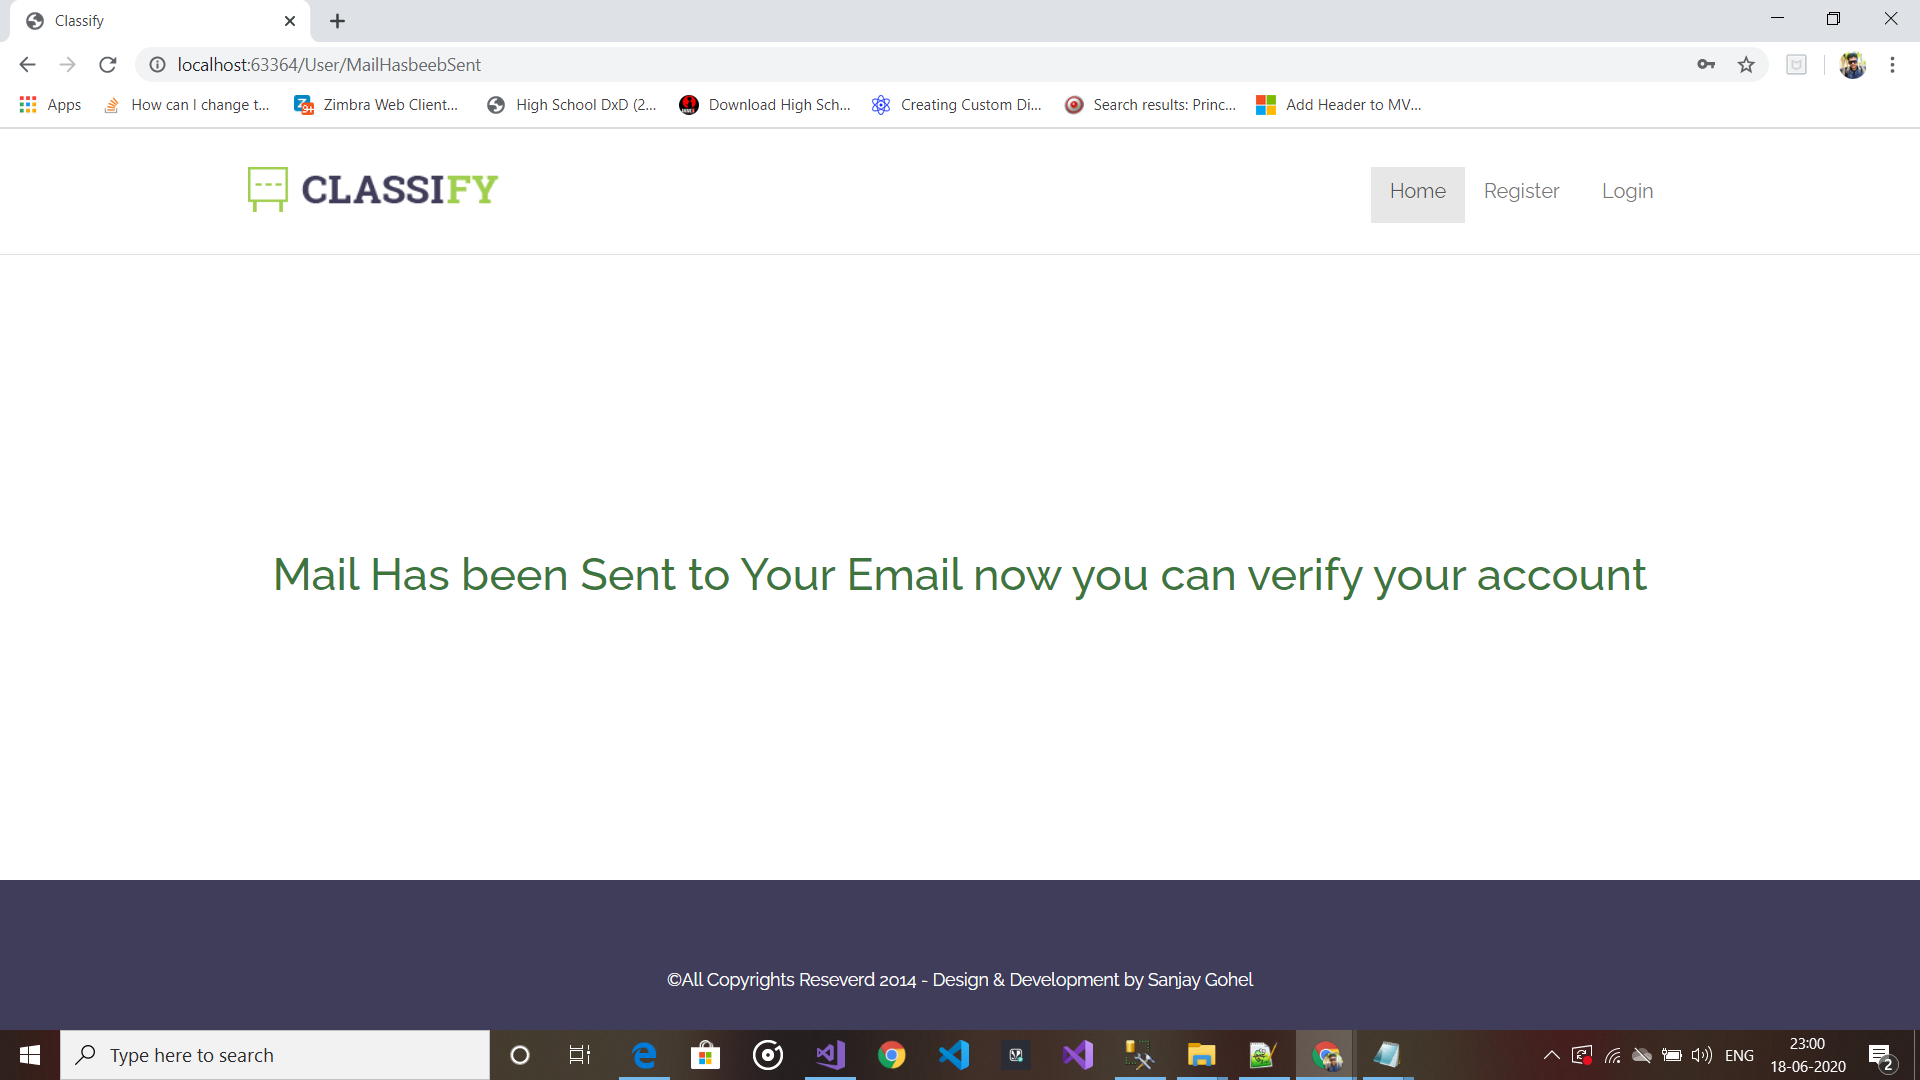 Classify
localhost:63364/User/MailHasbeebSent
Apps How can I change t... Zimbra Web Client... High School DxD (2... Download High Sch... Creating Custom Di... Search results: Princ... Add Header to MV...
CLASSIFY
Home Register Login
Mail Has been Sent to Your Email now you can verify your account
©All Copyrights Reseverd 2014 - Design & Development by Sanjay Gohel
Type here to search
ENG
23:00
18-06-2020
2